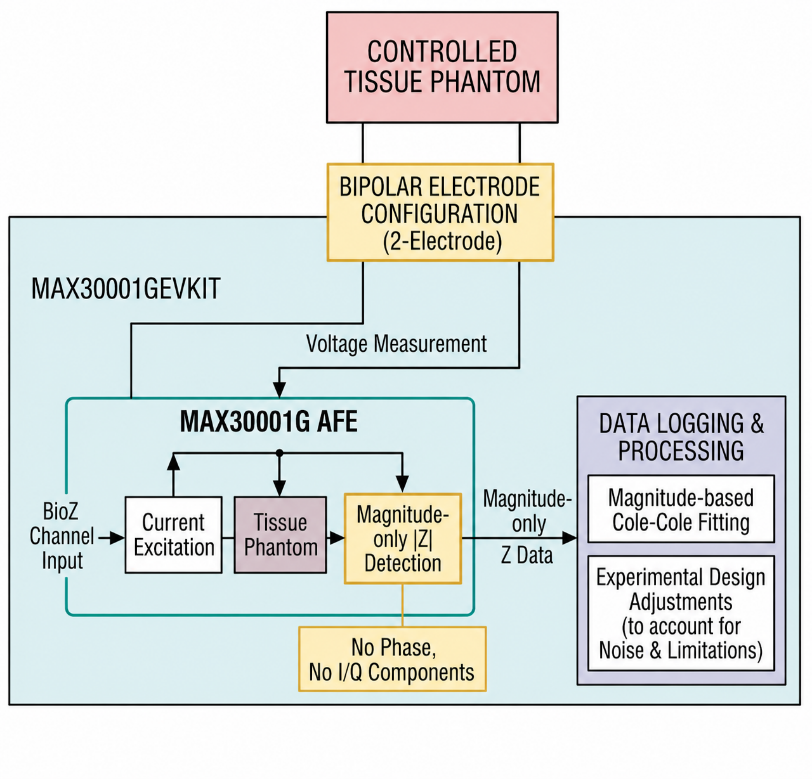 CONTROLLED
TISSUE PHANTOM
BIPOLAR ELECTRODE
CONFIGURATION
(2-Electrode)
MAX30001GEVKIT
Voltage Measurement
MAX30001G AFE
BioZ
Channel
Input
Current
Excitation
Tissue
Phantom
Magnitude-
only |Z|
Detection
No Phase,
No I/Q Components
Magnitude-
only
Z Data
DATA LOGGING &
PROCESSING
Magnitude-based
Cole-Cole Fitting
Experimental Design
Adjustments
(to account for
Noise & Limitations)